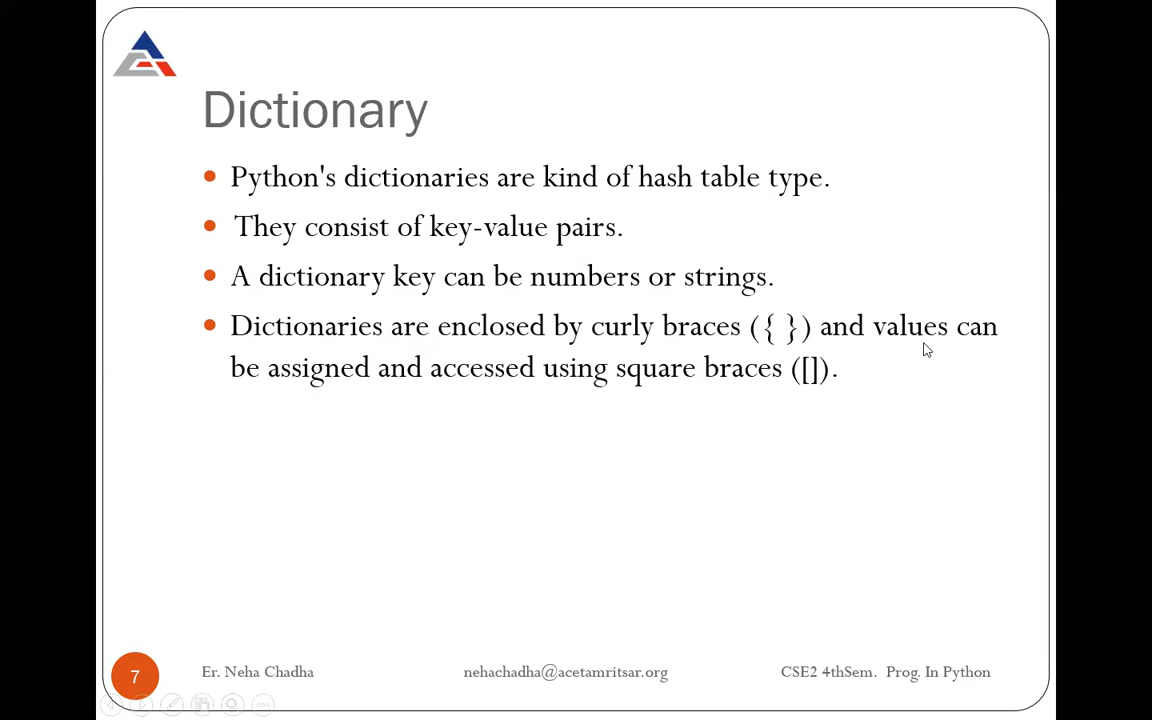 Dictionary
Python's dictionaries are kind of hash table type.
They consist of key-value pairs.
A dictionary key can be numbers or strings.
Dictionaries are enclosed by curly braces ({ }) and values can
be assigned and accessed using square braces ([]).
7
Er. Neha Chadha
nehachadha@acetamritsar.org
CSE2 4thSem. Prog. In Python